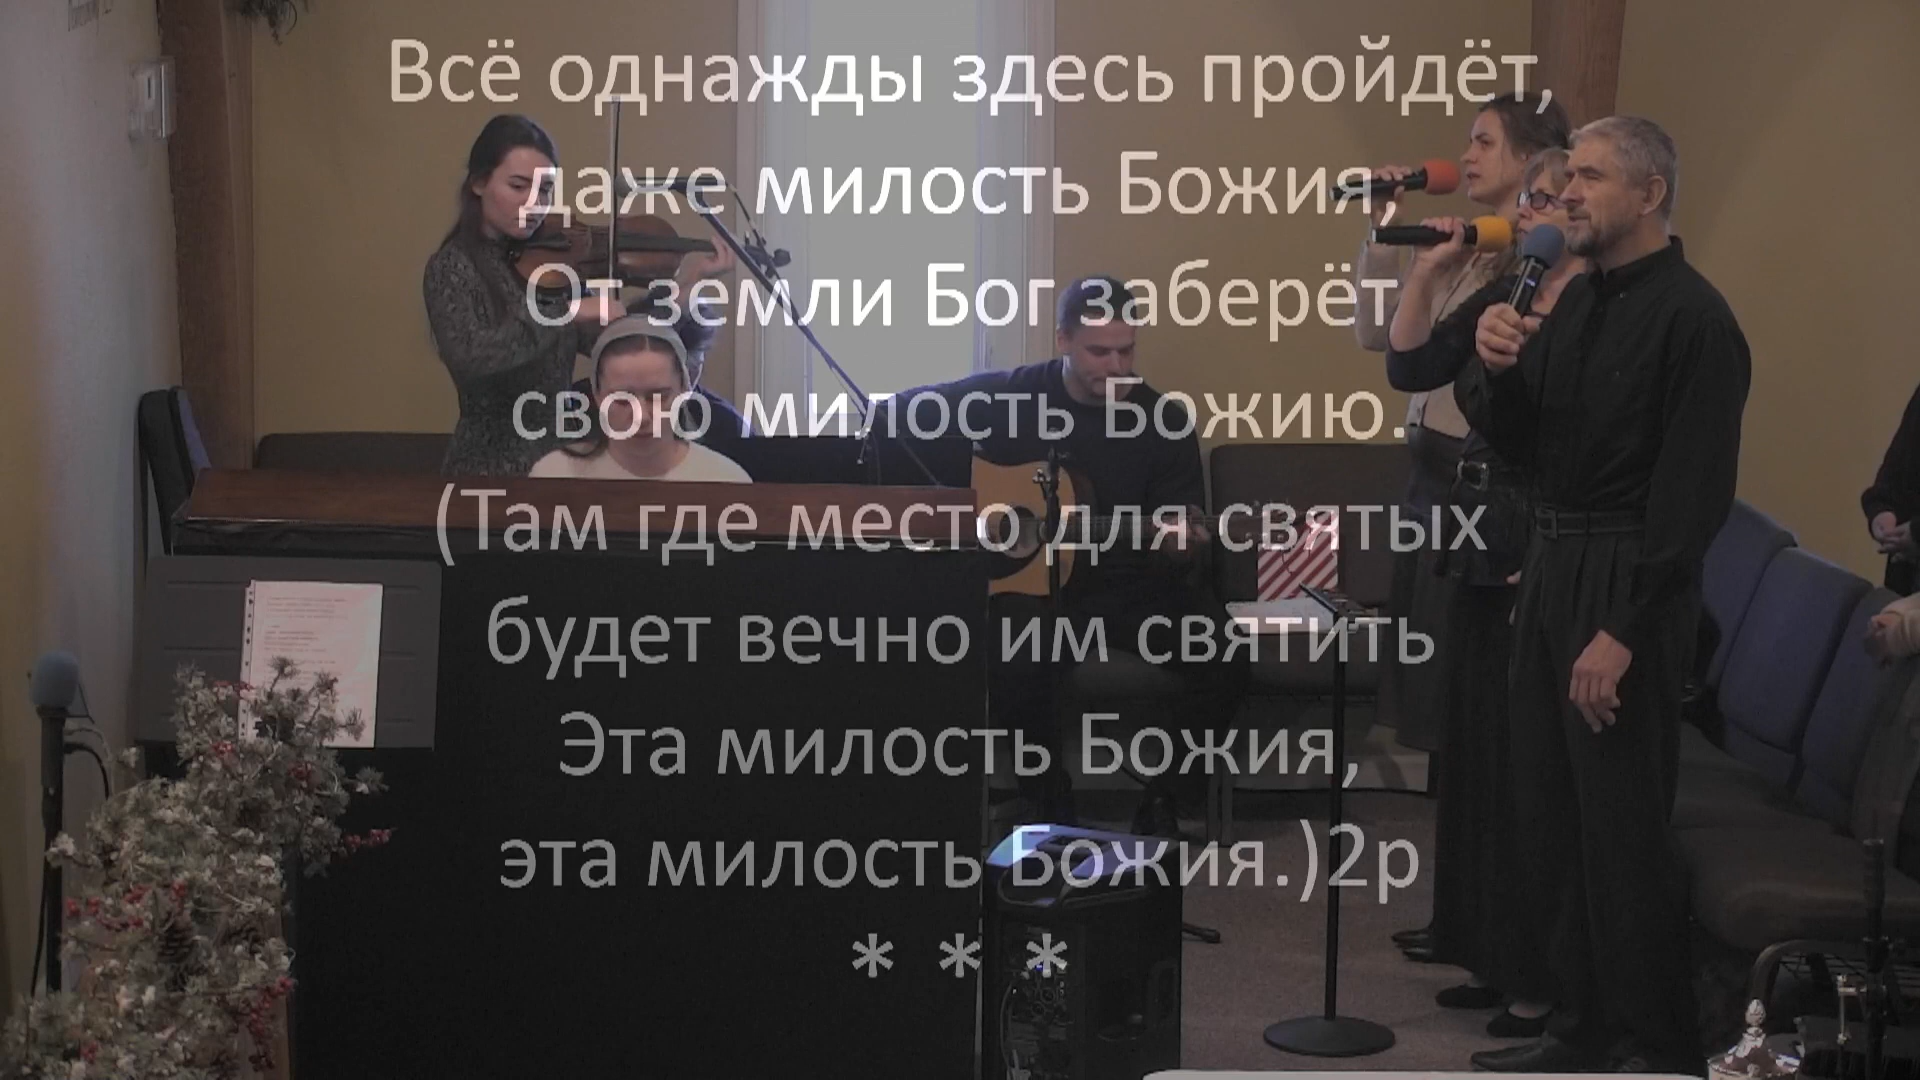 Всё однажды здесь пройдёт,
даже милость Божия,
От земли Бог заберёт
свою милость Божию.
(Там где место для святых
будет вечно им святить
Эта милость Божия,
эта милость Божия.)2р
* * *